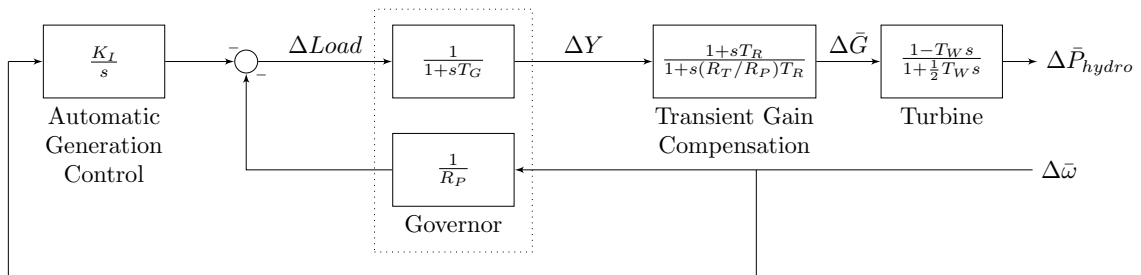 K_I / s
Automatic
Generation
Control
−
−
ΔLoad
1 / 1+sT_G
1 / R_P
Governor
ΔY
1+sT_R / 1+s(R_T/R_P)T_R
Transient Gain
Compensation
ΔḠ
1−T_W s / 1+½T_W s
Turbine
ΔP̄_hydro
Δω̄